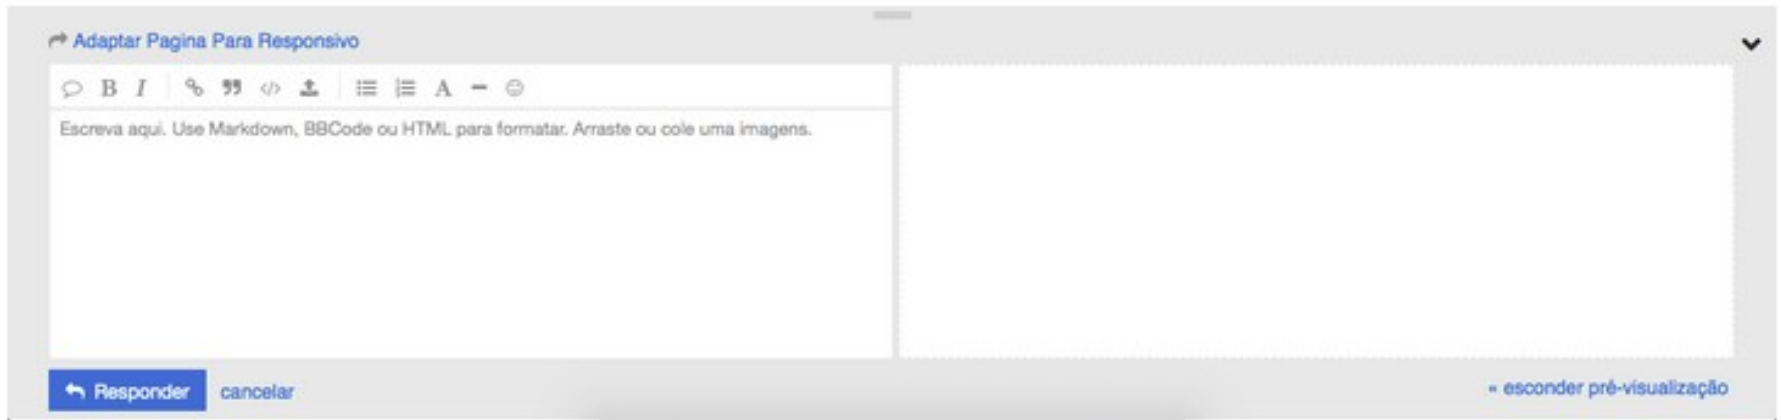 Adaptar Pagina Para Responsivo
B I A
Escreva aqui. Use Markdown, BBCode ou HTML para formatar. Arraste ou cole uma imagens.
Responder cancelar « esconder pré-visualização